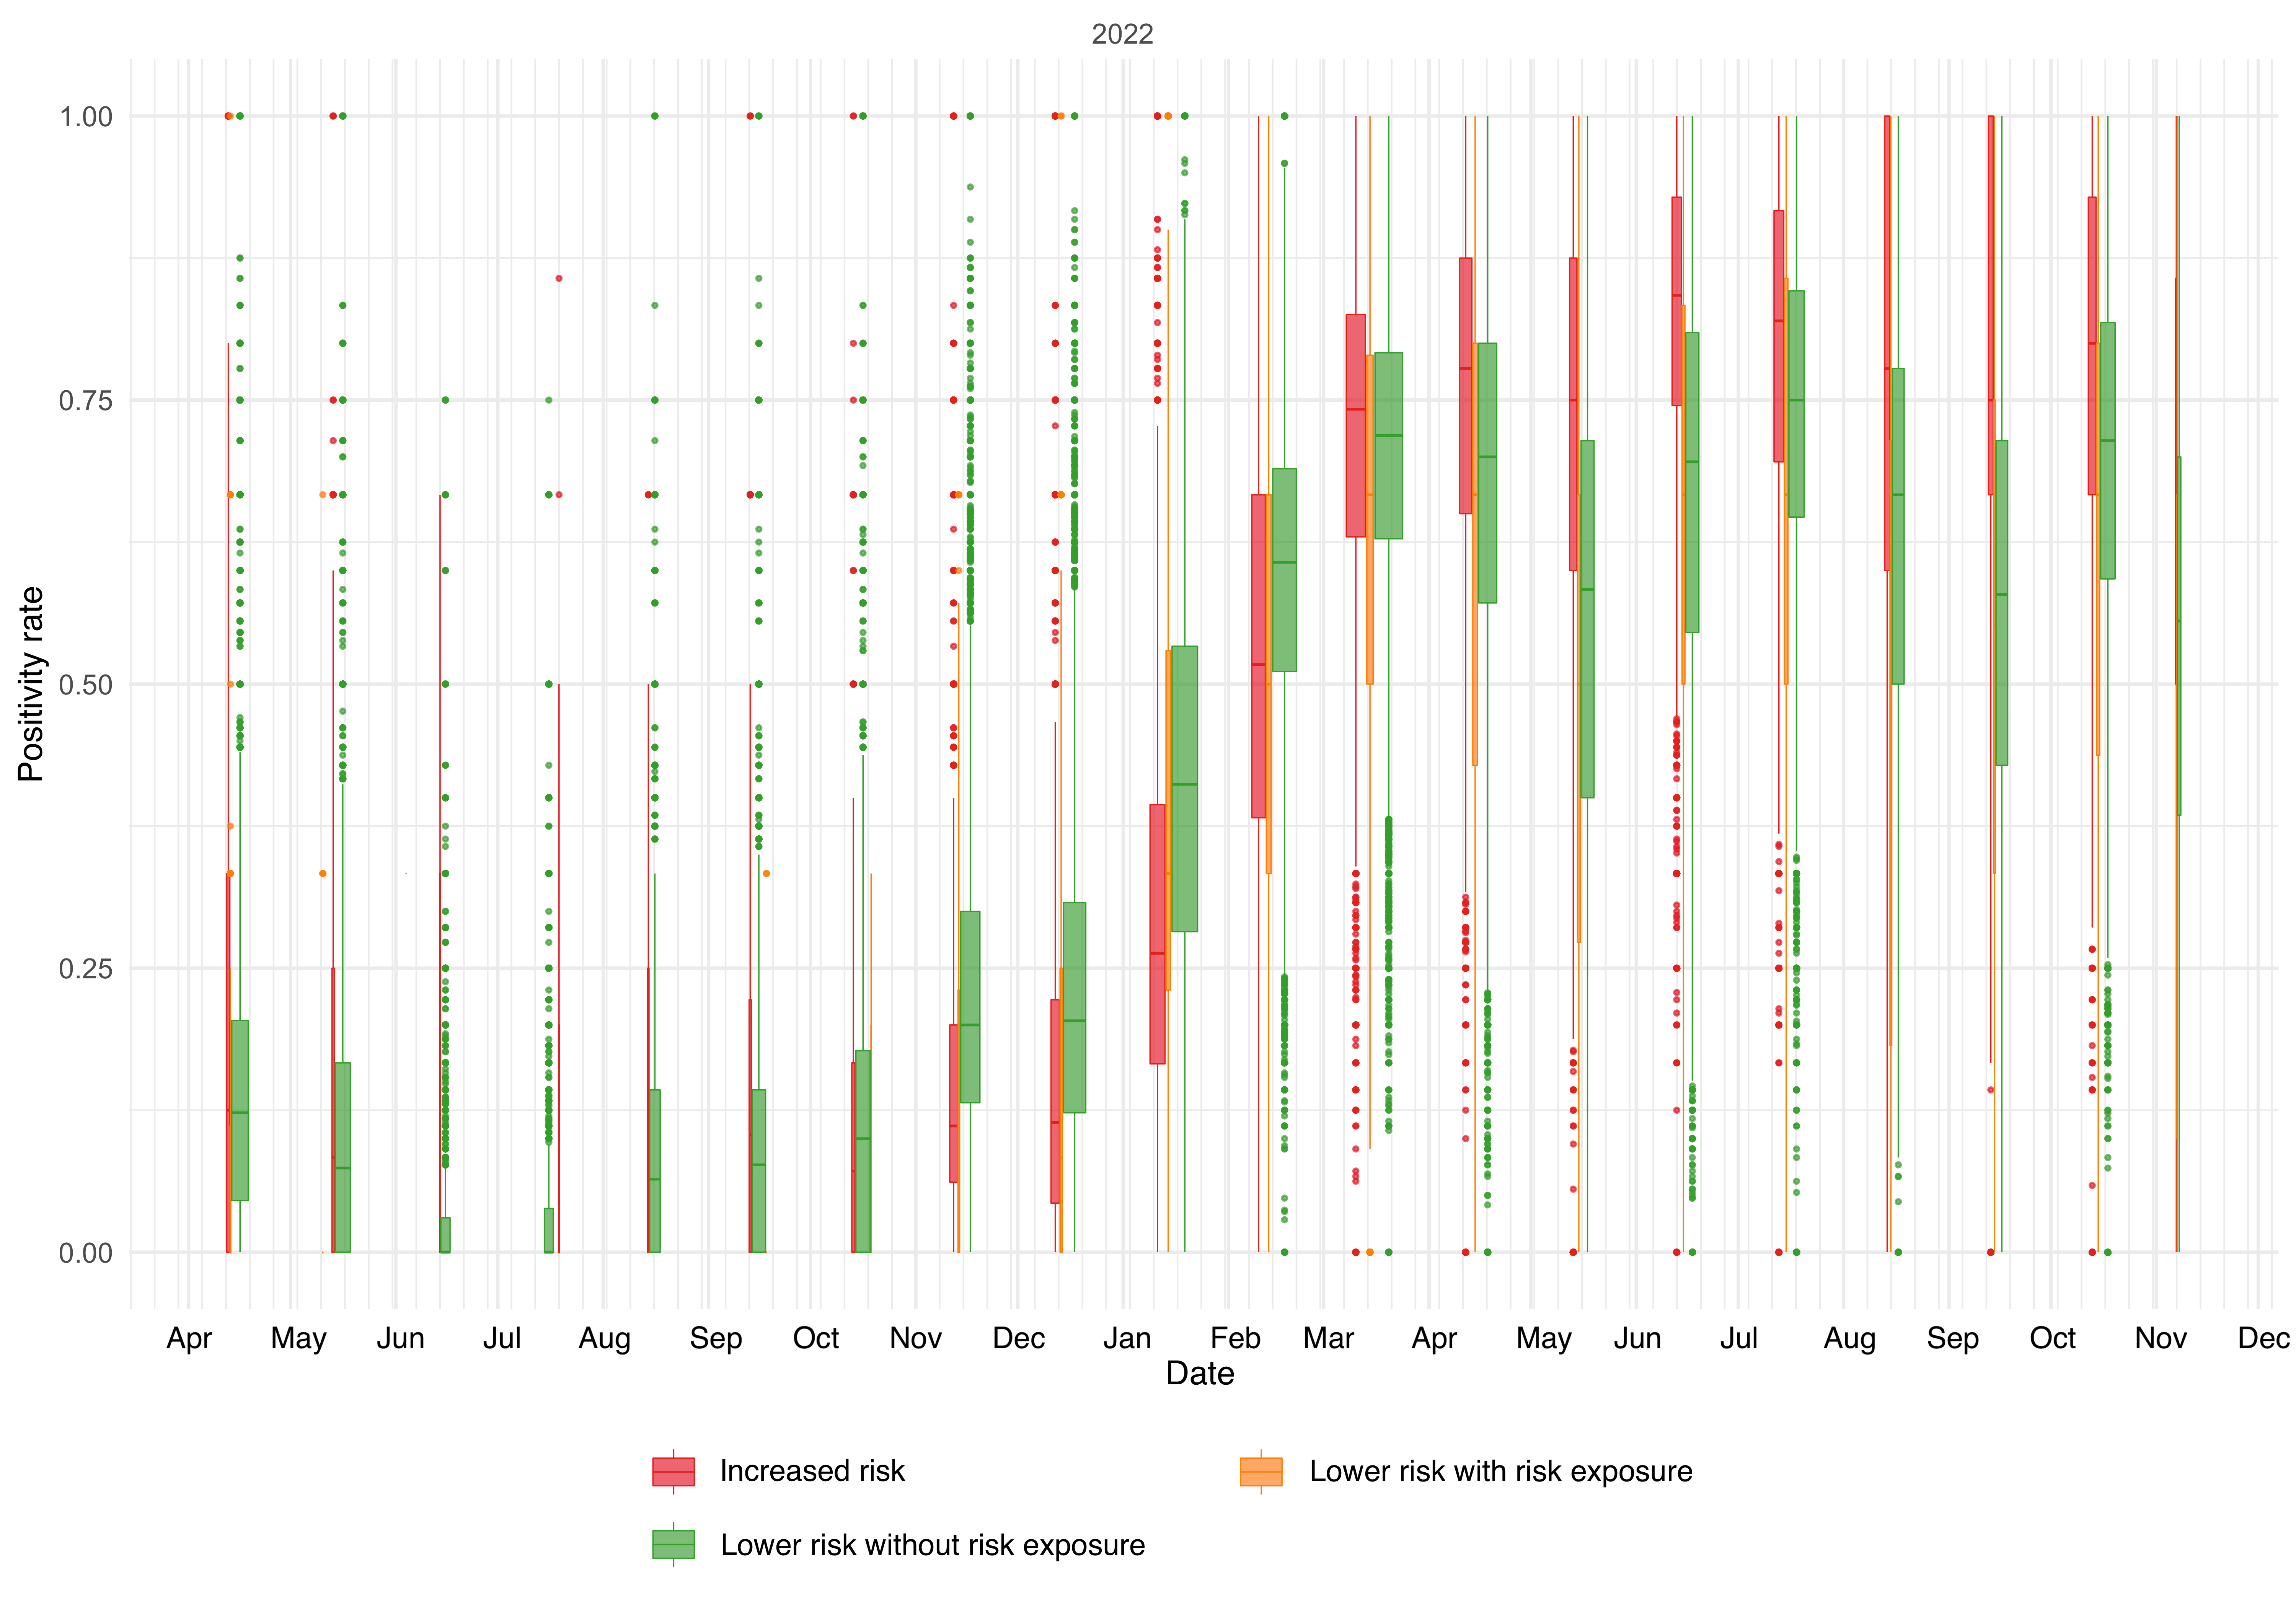 2022
1.00
0.75
0.50
0.25
0.00
Positivity rate
Apr May Jun Jul Aug Sep Oct Nov Dec Jan Feb Mar Apr May Jun Jul Aug Sep Oct Nov Dec
Date
Increased risk
Lower risk with risk exposure
Lower risk without risk exposure